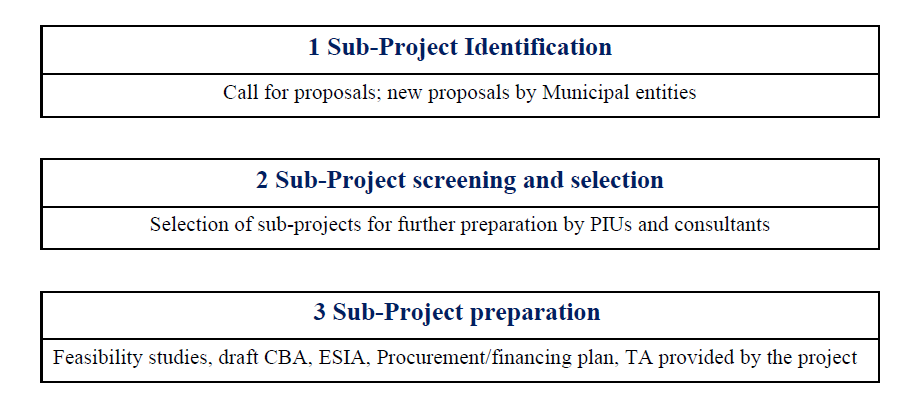 1 Sub-Project Identification
Call for proposals; new proposals by Municipal entities
2 Sub-Project screening and selection
Selection of sub-projects for further preparation by PIUs and consultants
3 Sub-Project preparation
Feasibility studies, draft CBA, ESIA, Procurement/financing plan, TA provided by the project